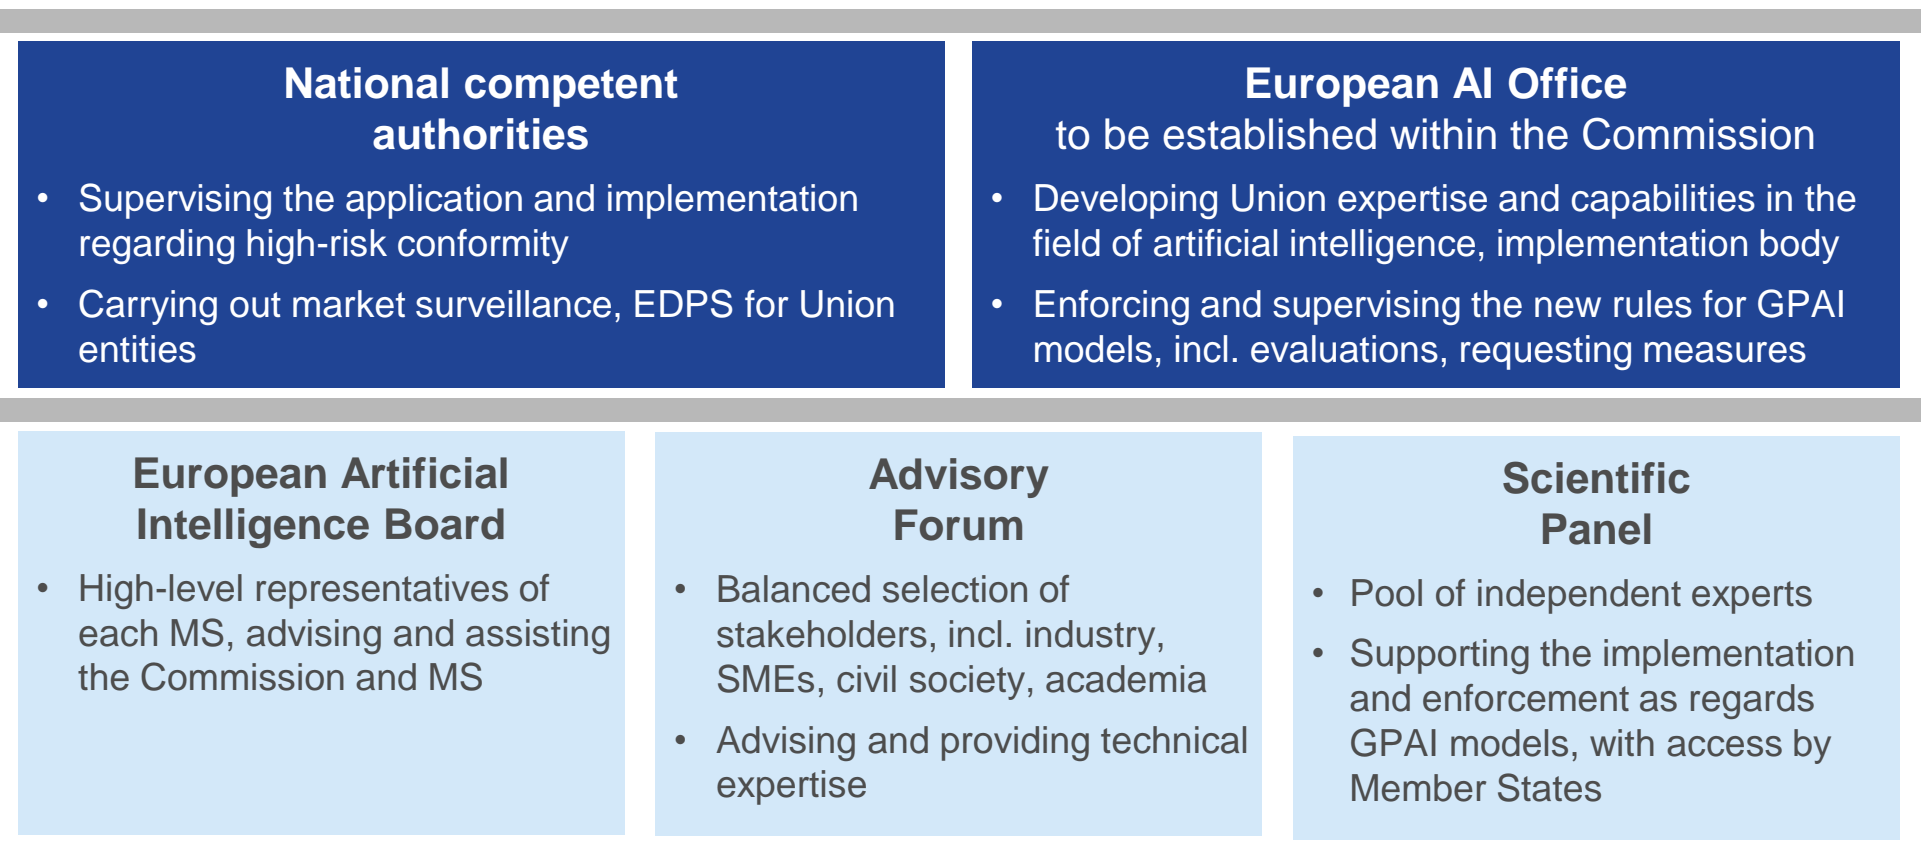 National competent
authorities
• Supervising the application and implementation
regarding high-risk conformity
• Carrying out market surveillance, EDPS for Union
entities
European AI Office
to be established within the Commission
• Developing Union expertise and capabilities in the
field of artificial intelligence, implementation body
• Enforcing and supervising the new rules for GPAI
models, incl. evaluations, requesting measures
European Artificial
Intelligence Board
• High-level representatives of
each MS, advising and assisting
the Commission and MS
Advisory
Forum
• Balanced selection of
stakeholders, incl. industry,
SMEs, civil society, academia
• Advising and providing technical
expertise
Scientific
Panel
• Pool of independent experts
• Supporting the implementation
and enforcement as regards
GPAI models, with access by
Member States